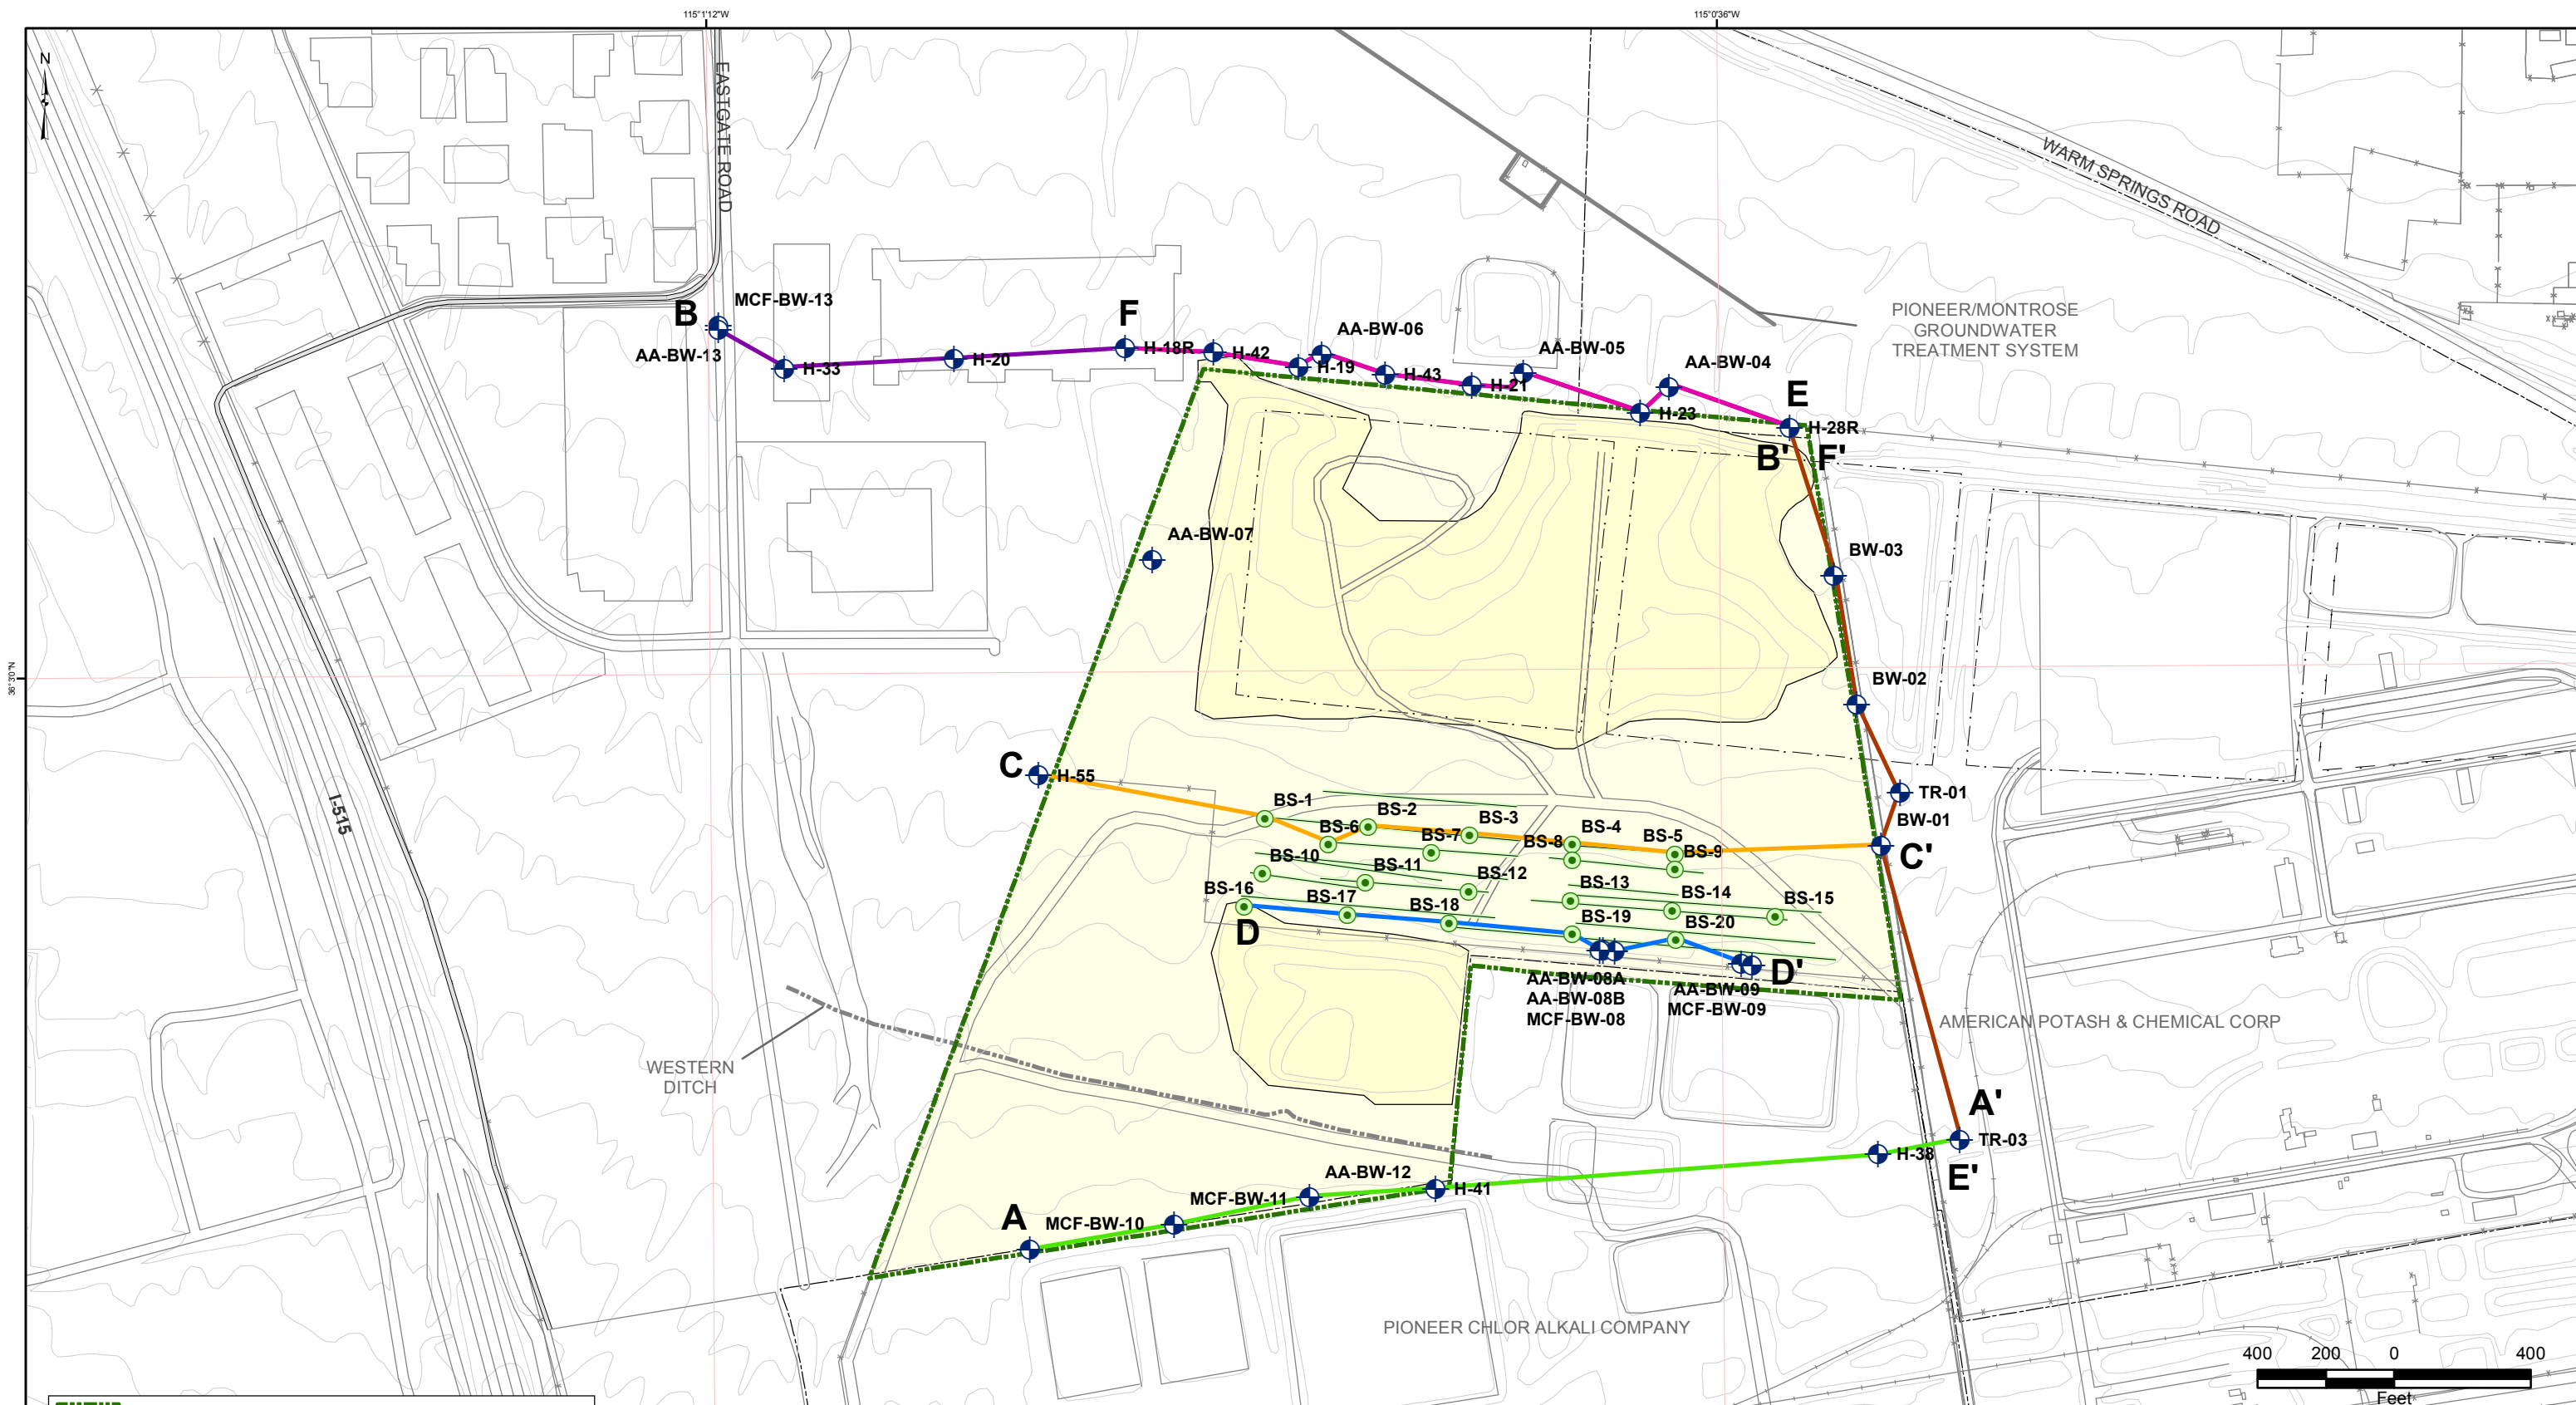 115°1'12"W
115°0'36"W
N
EASTGATE ROAD
WARM SPRINGS ROAD
PIONEER/MONTROSE
GROUNDWATER
TREATMENT SYSTEM
B
MCF-BW-13
AA-BW-13
H-33
H-20
F
H-18R
H-42
H-19
AA-BW-06
H-43
H-21
AA-BW-05
H-23
AA-BW-04
E
H-28R
B'
F'
AA-BW-07
BW-03
36°3'0"N
BW-02
C
H-55
TR-01
BW-01
C'
BS-1
BS-2
BS-3
BS-4
BS-5
BS-6
BS-7
BS-8
BS-9
BS-10
BS-11
BS-12
BS-13
BS-14
BS-15
BS-16
BS-17
BS-18
BS-19
BS-20
D
D'
I-515
AA-BW-08A
AA-BW-08B
MCF-BW-08
AA-BW-09
MCF-BW-09
AMERICAN POTASH & CHEMICAL CORP
WESTERN
DITCH
A'
TR-03
H-38
E'
AA-BW-12
MCF-BW-11
H-41
A
MCF-BW-10
PIONEER CHLOR ALKALI COMPANY
400 200 0 400
Feet